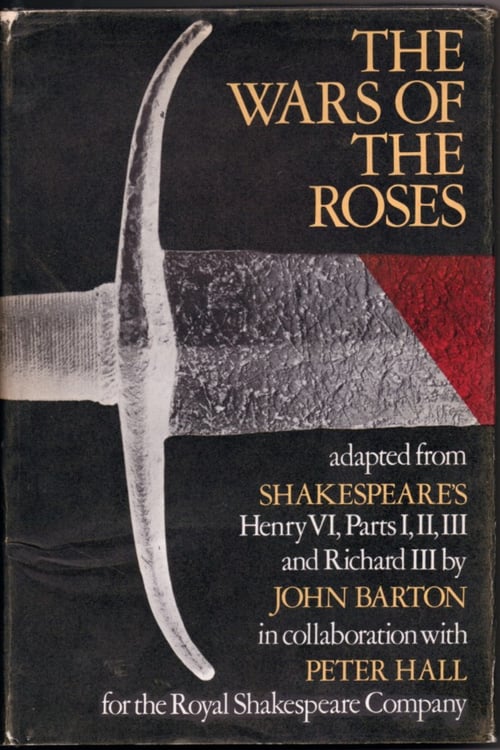 THE
WARS OF
THE
ROSES
adapted from
SHAKESPEARE'S
Henry VI, Parts I, II, III
and Richard III by
JOHN BARTON
in collaboration with
PETER HALL
for the Royal Shakespeare Company